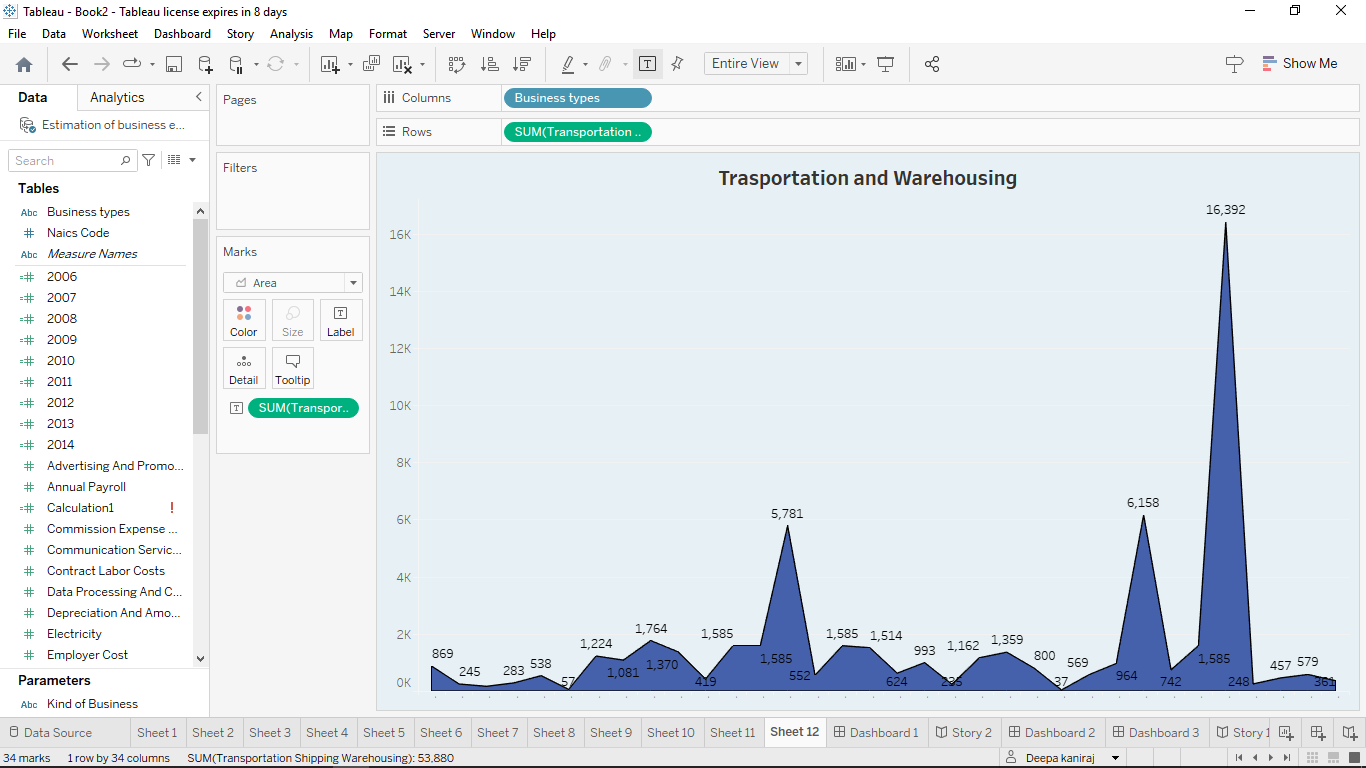 Tableau - Book2 - Tableau license expires in 8 days
File Data Worksheet Dashboard Story Analysis Map Format Server Window Help
Entire View
Show Me
Data Analytics
Estimation of business e...
Search
Tables
Abc Business types
# Naics Code
Abc Measure Names
=# 2006
=# 2007
=# 2008
=# 2009
=# 2010
=# 2011
=# 2012
=# 2013
=# 2014
# Advertising And Promo...
# Annual Payroll
=# Calculation1 !
# Commission Expense ...
# Communication Servic...
# Contract Labor Costs
# Data Processing And C...
# Depreciation And Amo...
# Electricity
# Employer Cost
Parameters
Abc Kind of Business
Pages
Filters
Marks
Area
Color Size T Label
Detail Tooltip
T SUM(Transpor..
Columns Business types
Rows SUM(Transportation ..
Trasportation and Warehousing
16,392
16K
14K
12K
10K
8K
6K
4K
2K
0K
5,781
6,158
869
245
283
538
57
1,224
1,081
1,764
1,370
419
1,585
1,585
552
1,585
1,514
624
993
235
1,162
1,359
800
37
569
964
742
1,585
248
457
579
361
Data Source Sheet 1 Sheet 2 Sheet 3 Sheet 4 Sheet 5 Sheet 6 Sheet 7 Sheet 8 Sheet 9 Sheet 10 Sheet 11 Sheet 12 Dashboard 1 Story 2 Dashboard 2 Dashboard 3 Story 1
34 marks 1 row by 34 columns SUM(Transportation Shipping Warehousing): 53,880 Deepa kaniraj